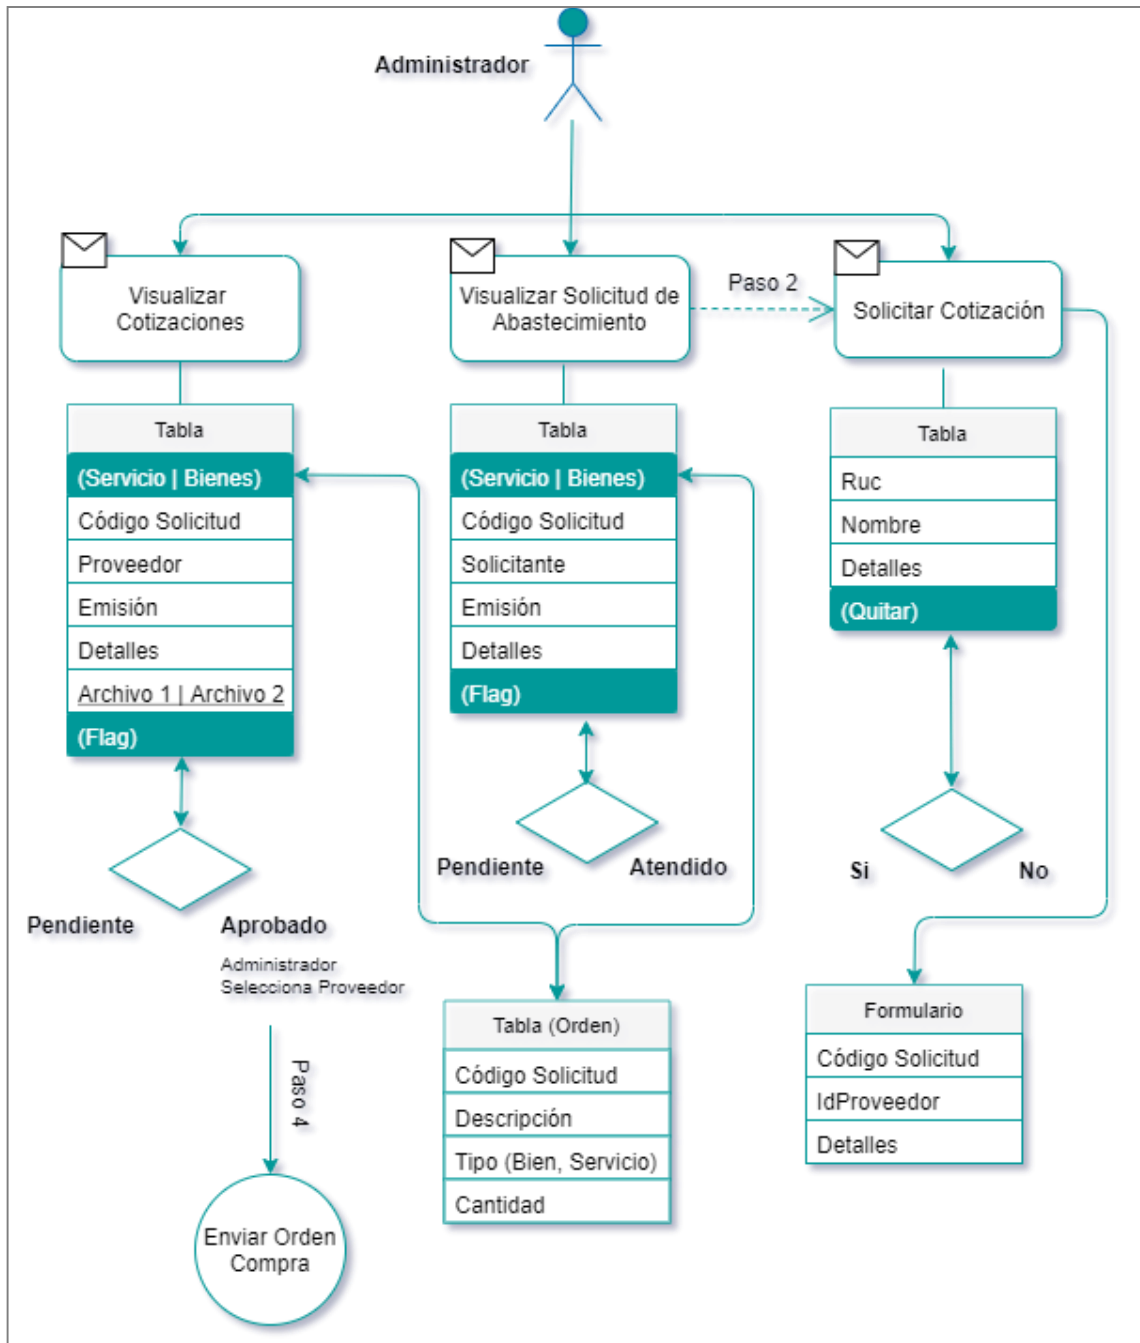 Administrador
Visualizar
Cotizaciones
Visualizar Solicitud de
Abastecimiento
Paso 2
Solicitar Cotización
Tabla
(Servicio | Bienes)
Código Solicitud
Proveedor
Emisión
Detalles
Archivo 1 | Archivo 2
(Flag)
Pendiente
Aprobado
Administrador
Selecciona Proveedor
Paso 4
Enviar Orden
Compra
Tabla
(Servicio | Bienes)
Código Solicitud
Solicitante
Emisión
Detalles
(Flag)
Pendiente
Atendido
Tabla (Orden)
Código Solicitud
Descripción
Tipo (Bien, Servicio)
Cantidad
Tabla
Ruc
Nombre
Detalles
(Quitar)
Si
No
Formulario
Código Solicitud
IdProveedor
Detalles